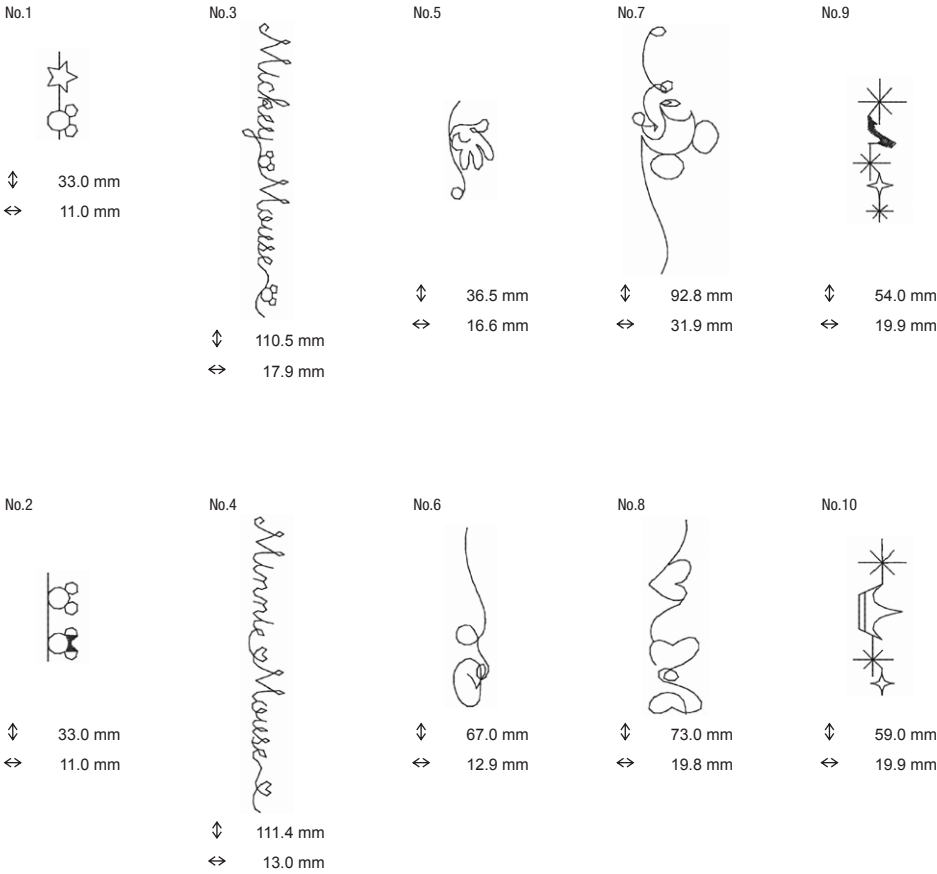 No.1
↕ 33.0 mm
↔ 11.0 mm
No.3
Mickey Mouse
↕ 110.5 mm
↔ 17.9 mm
No.5
↕ 36.5 mm
↔ 16.6 mm
No.7
↕ 92.8 mm
↔ 31.9 mm
No.9
↕ 54.0 mm
↔ 19.9 mm
No.2
↕ 33.0 mm
↔ 11.0 mm
No.4
Minnie Mouse
↕ 111.4 mm
↔ 13.0 mm
No.6
↕ 67.0 mm
↔ 12.9 mm
No.8
↕ 73.0 mm
↔ 19.8 mm
No.10
↕ 59.0 mm
↔ 19.9 mm